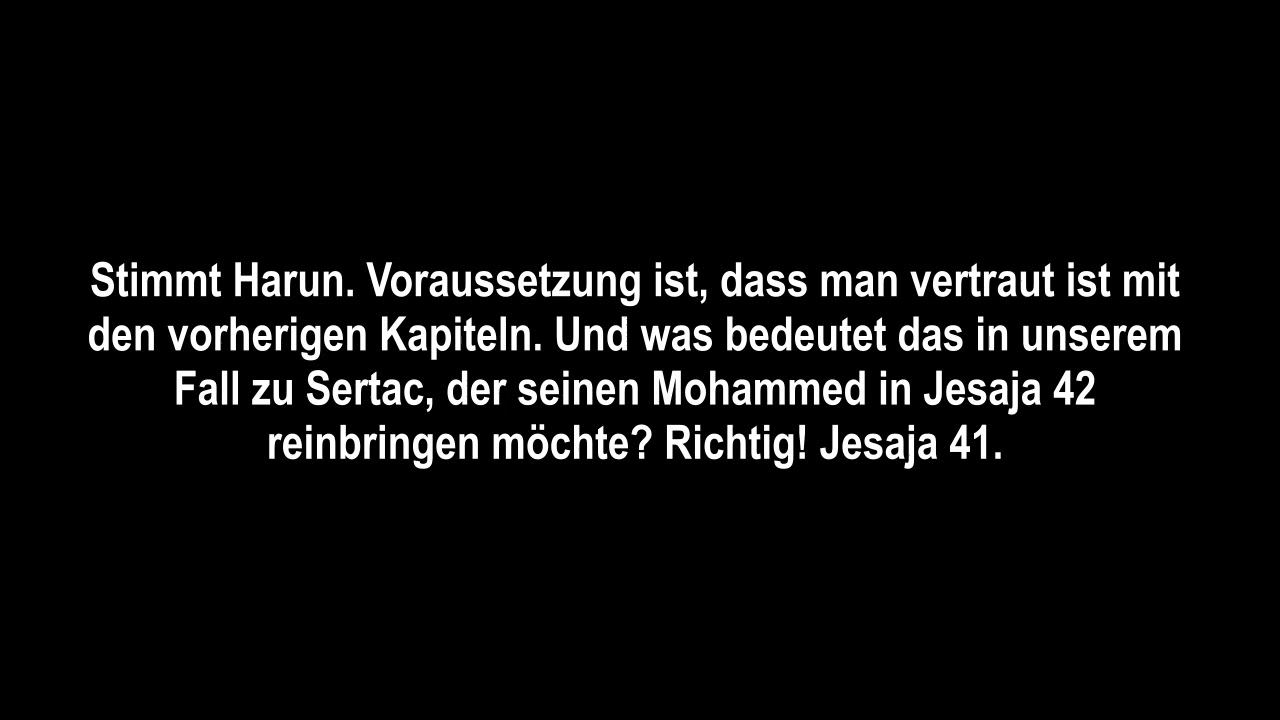 Stimmt Harun. Voraussetzung ist, dass man vertraut ist mit
den vorherigen Kapiteln. Und was bedeutet das in unserem
Fall zu Sertac, der seinen Mohammed in Jesaja 42
reinbringen möchte? Richtig! Jesaja 41.